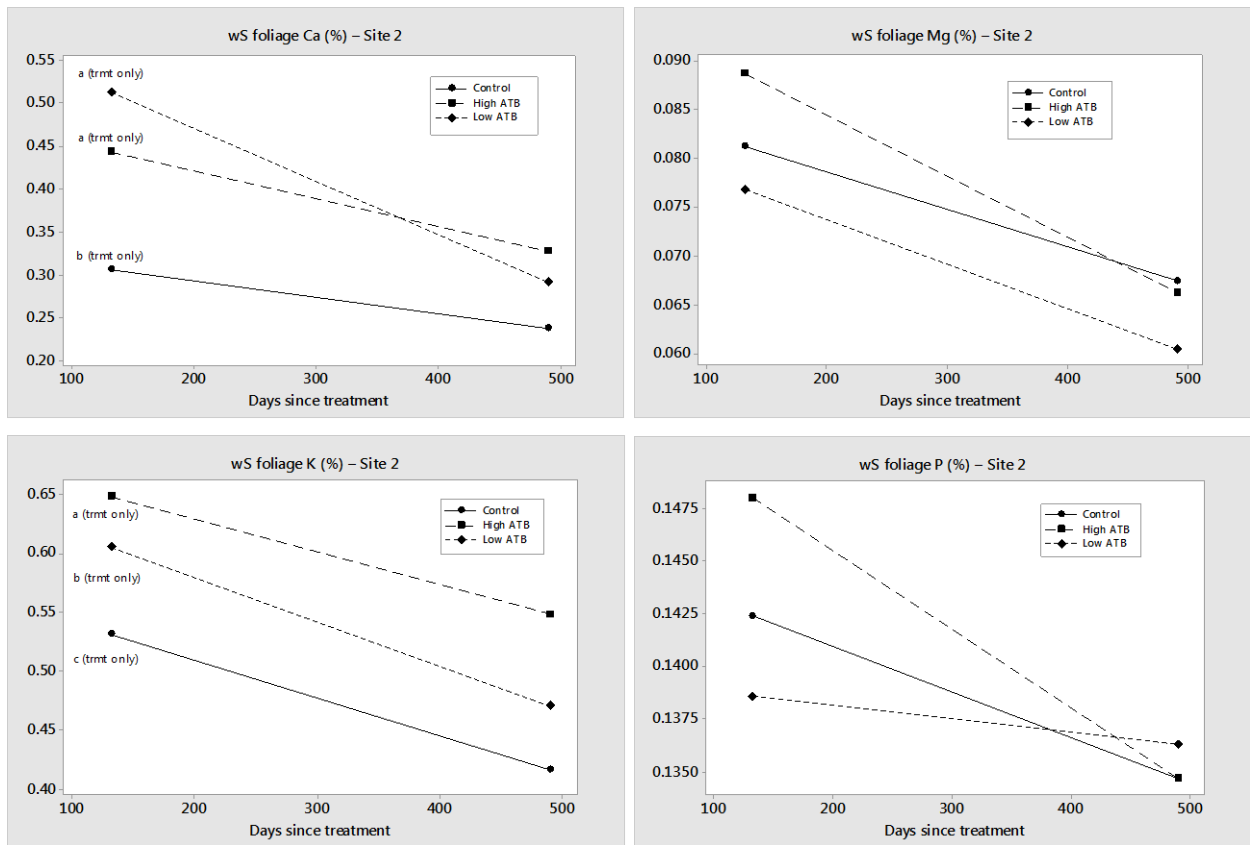 wS foliage Ca (%) – Site 2
0.55
0.50
0.45
0.40
0.35
0.30
0.25
0.20
a (trmt only)
a (trmt only)
b (trmt only)
Control
High ATB
Low ATB
100 200 300 400 500
Days since treatment
wS foliage Mg (%) – Site 2
0.090
0.085
0.080
0.075
0.070
0.065
0.060
Control
High ATB
Low ATB
100 200 300 400 500
Days since treatment
wS foliage K (%) – Site 2
0.65
0.60
0.55
0.50
0.45
0.40
a (trmt only)
b (trmt only)
c (trmt only)
Control
High ATB
Low ATB
100 200 300 400 500
Days since treatment
wS foliage P (%) – Site 2
0.1475
0.1450
0.1425
0.1400
0.1375
0.1350
Control
High ATB
Low ATB
100 200 300 400 500
Days since treatment